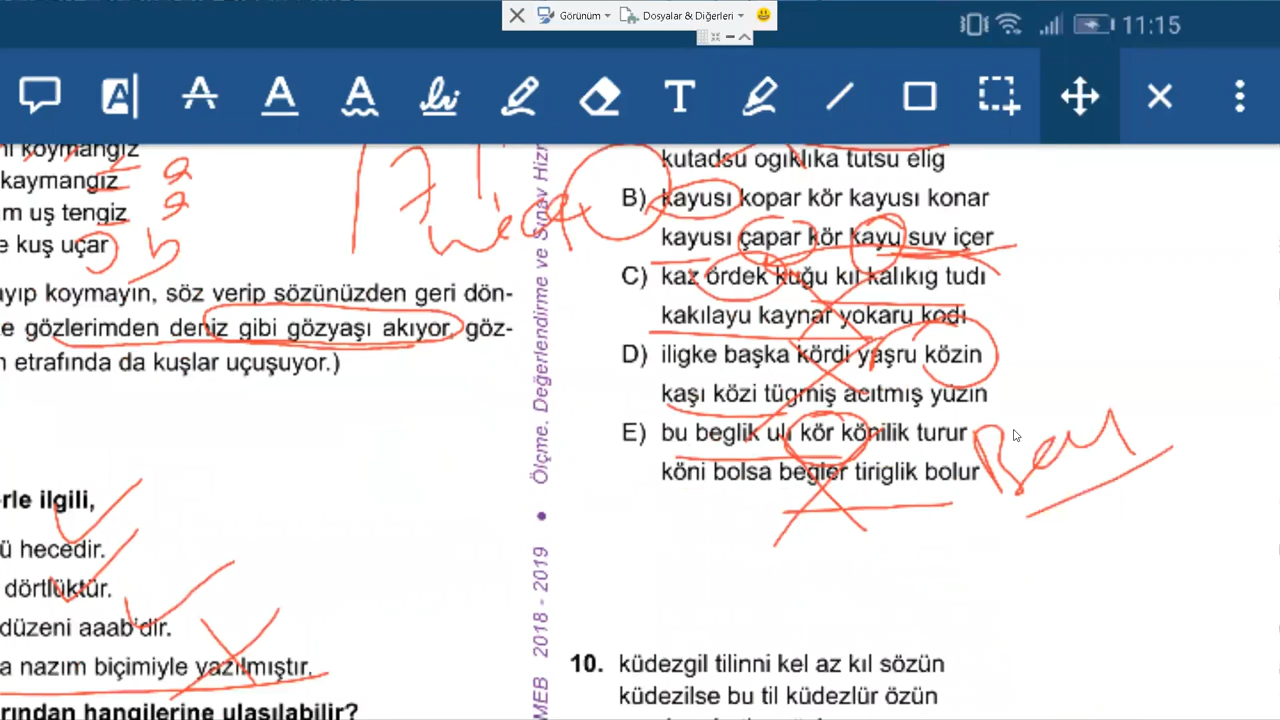 Görünüm Dosyalar & Diğerleri
11:15
koymangız
kaymangız
m uş tengiz
e kuş uçar
ayıp koymayın, söz verip sözünüzden geri dön-
ke gözlerimden deniz gibi gözyaşı akıyor, göz-
n etrafında da kuşlar uçuşuyor.)
erle ilgili,
ü hecedir.
dörtlüktür.
düzeni aaab'dir.
a nazım biçimiyle yazılmıştır.
arından hangilerine ulaşılabilir?
MEB 2018 - 2019 • Ölçme, Değerlendirme ve Sınav Hizm
kutadsu ogıklıka tutsu elig
B) kayusı kopar kör kayusı konar
kayusı çapar kör kayu suv içer
C) kaz ördek kuğu kıl kalıkıg tudı
kakılayu kaynar yokaru kodı
D) iligke başka kördi yaşru közin
kaşı közi tügmiş acıtmış yüzin
E) bu beglik ulı kör könilik turur
köni bolsa begler tiriglik bolur
10. küdezgil tilinni kel az kıl sözün
küdezilse bu til küdezlür özün